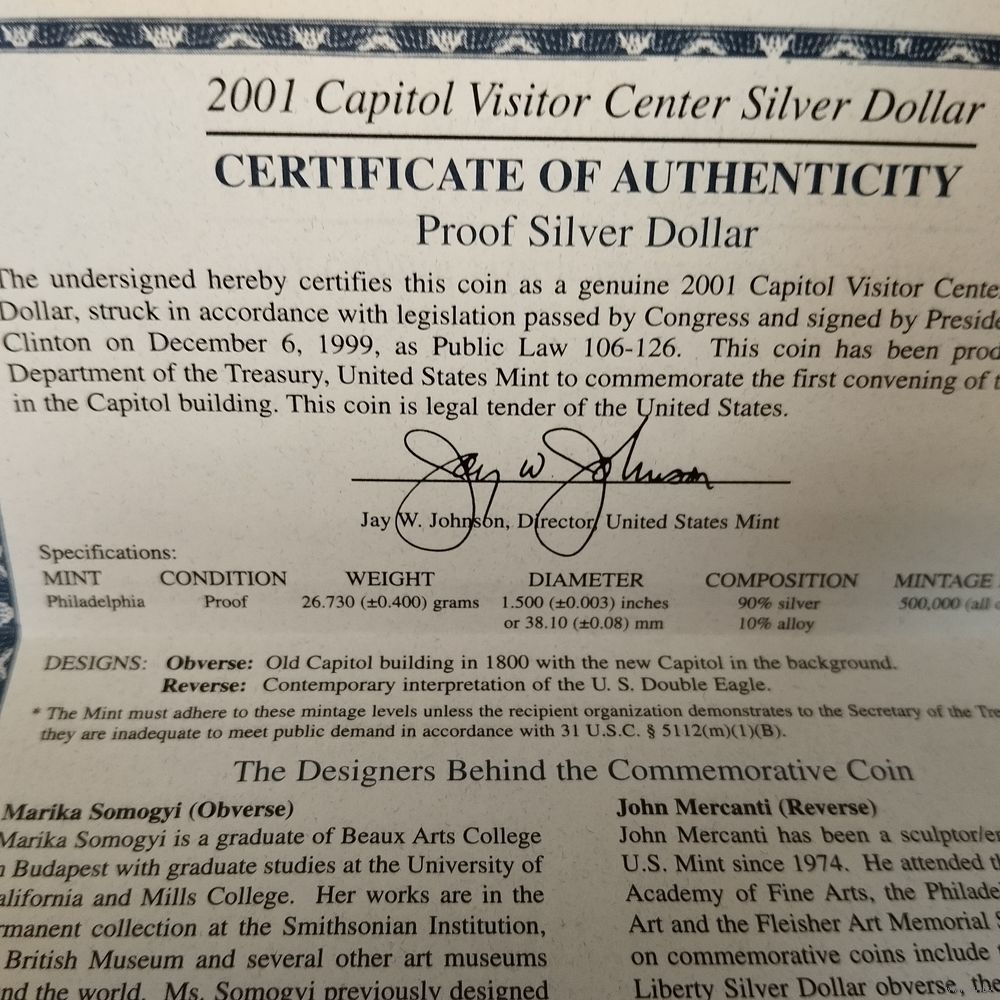 2001 Capitol Visitor Center Silver Dollar
CERTIFICATE OF AUTHENTICITY
Proof Silver Dollar
The undersigned hereby certifies this coin as a genuine 2001 Capitol Visitor Cente
Dollar, struck in accordance with legislation passed by Congress and signed by Preside
Clinton on December 6, 1999, as Public Law 106-126. This coin has been prod
Department of the Treasury, United States Mint to commemorate the first convening of t
in the Capitol building. This coin is legal tender of the United States.
Jay W. Johnson
Jay W. Johnson, Director, United States Mint
Specifications:
MINT CONDITION WEIGHT DIAMETER COMPOSITION MINTAGE
Philadelphia Proof 26.730 (±0.400) grams 1.500 (±0.003) inches 90% silver 500,000 (all
or 38.10 (±0.08) mm 10% alloy
DESIGNS: Obverse: Old Capitol building in 1800 with the new Capitol in the background.
Reverse: Contemporary interpretation of the U. S. Double Eagle.
* The Mint must adhere to these mintage levels unless the recipient organization demonstrates to the Secretary of the Tre
they are inadequate to meet public demand in accordance with 31 U.S.C. § 5112(m)(1)(B).
The Designers Behind the Commemorative Coin
Marika Somogyi (Obverse)
Marika Somogyi is a graduate of Beaux Arts College
n Budapest with graduate studies at the University of
alifornia and Mills College. Her works are in the
rmanent collection at the Smithsonian Institution,
British Museum and several other art museums
nd the world. Ms. Somogyi previously designed
John Mercanti (Reverse)
John Mercanti has been a sculptor/en
U.S. Mint since 1974. He attended th
Academy of Fine Arts, the Philade
Art and the Fleisher Art Memorial S
on commemorative coins include
Liberty Silver Dollar obverse, the